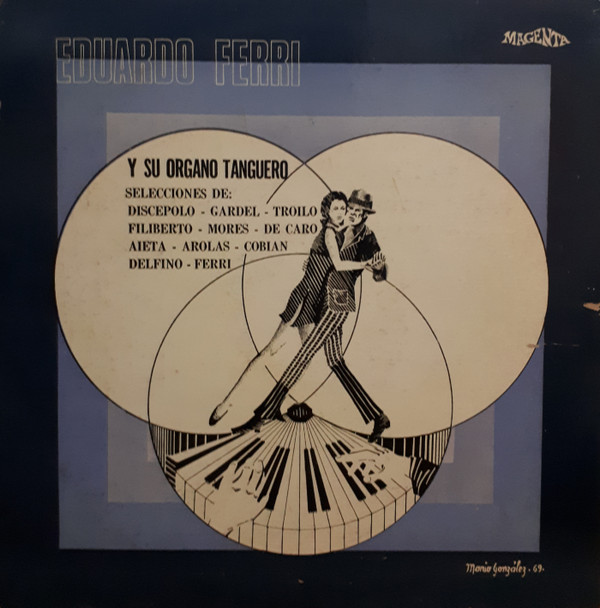 MAGENTA
EDUARDO FERRI
Y SU ORGANO TANGUERO
SELECCIONES DE:
DISCEPOLO - GARDEL - TROILO
FILIBERTO - MORES - DE CARO
AIETA - AROLAS - COBIAN
DELFINO - FERRI
Mario González - 69 -